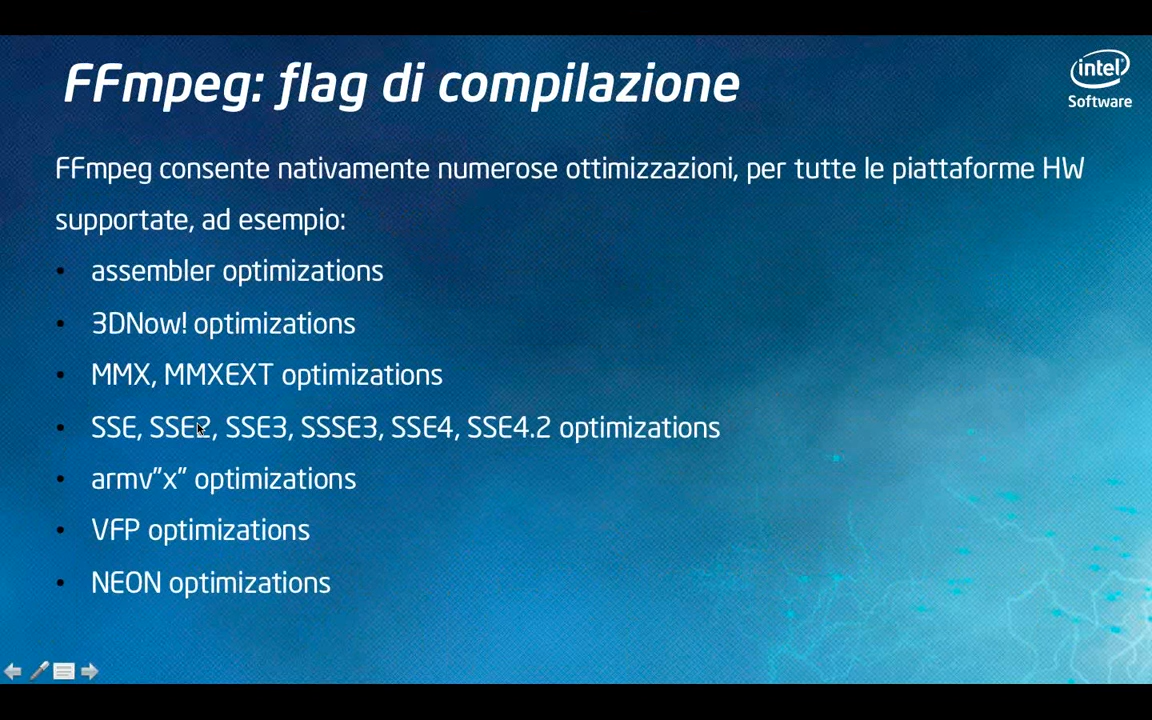 FFmpeg: flag di compilazione
intel
Software
FFmpeg consente nativamente numerose ottimizzazioni, per tutte le piattaforme HW
supportate, ad esempio:
• assembler optimizations
• 3DNow! optimizations
• MMX, MMXEXT optimizations
• SSE, SSE2, SSE3, SSSE3, SSE4, SSE4.2 optimizations
• armv"x" optimizations
• VFP optimizations
• NEON optimizations